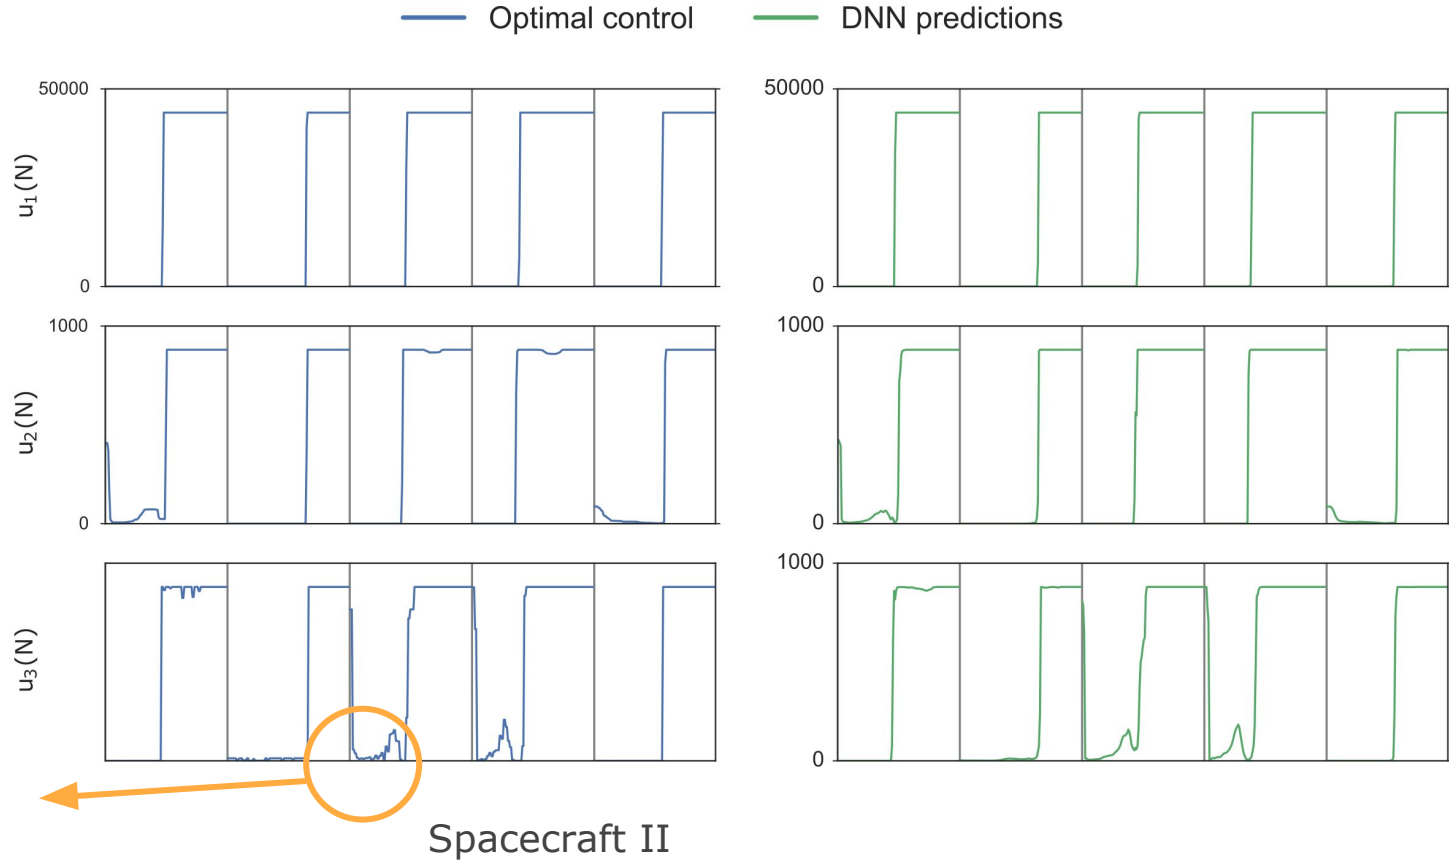 Optimal control DNN predictions
50000 50000
u₁(N)
0 0
1000 1000
u₂(N)
0 0
1000
u₃(N)
0
Spacecraft II